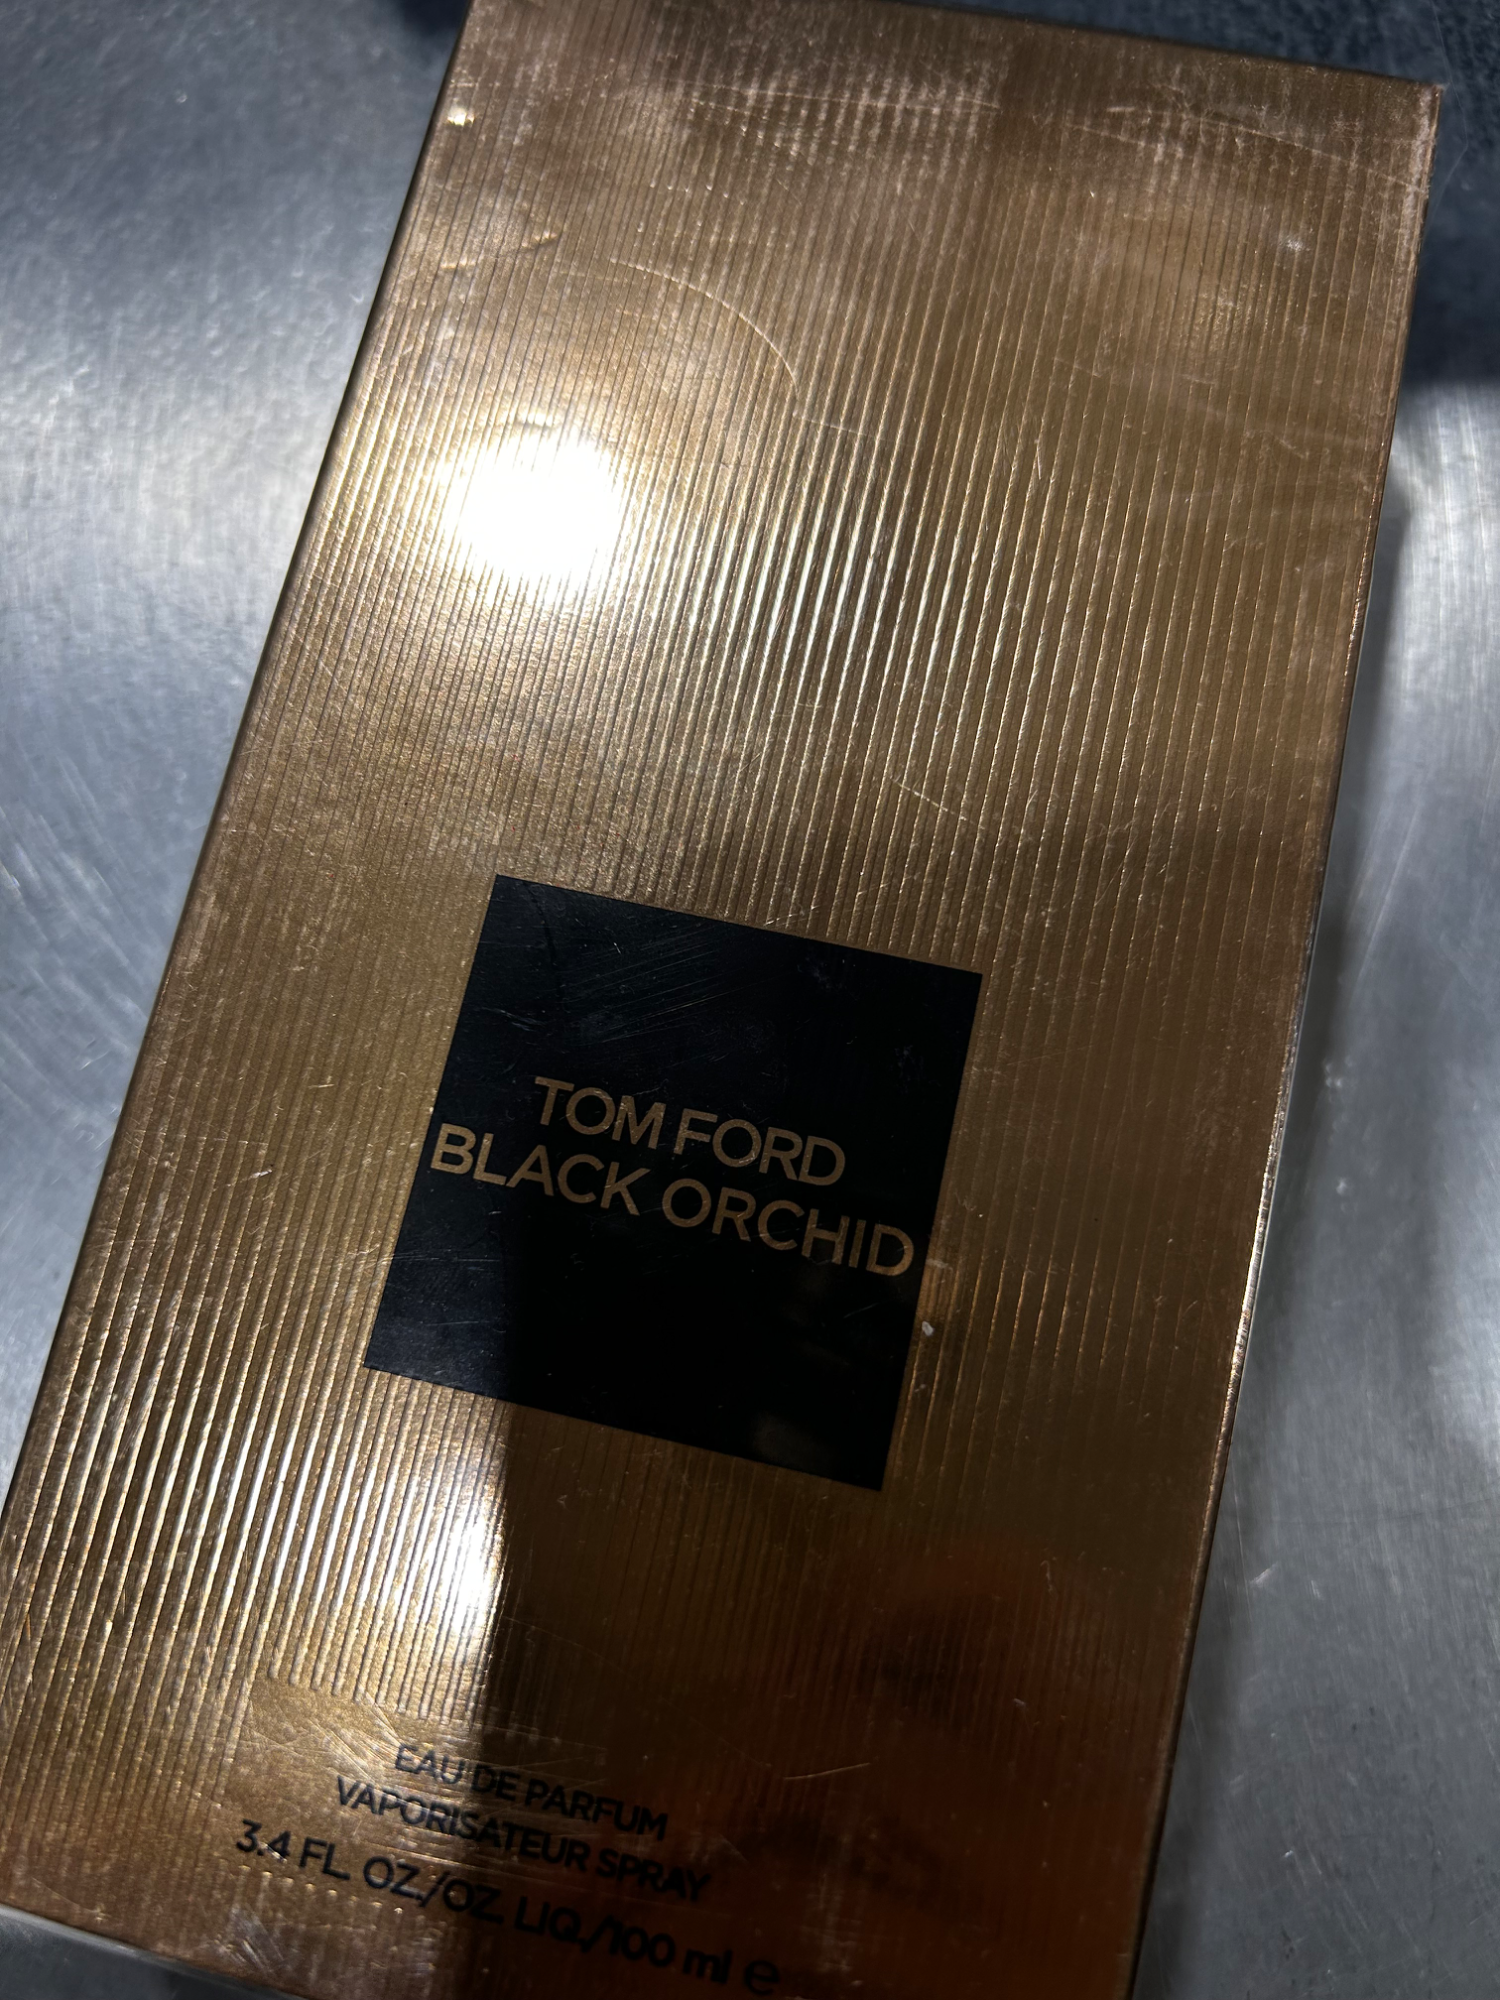 TOM FORD
BLACK ORCHID
EAU DE PARFUM
VAPORISATEUR SPRAY
3.4 FL. OZ./OZ. LIQ./100 ml ℮